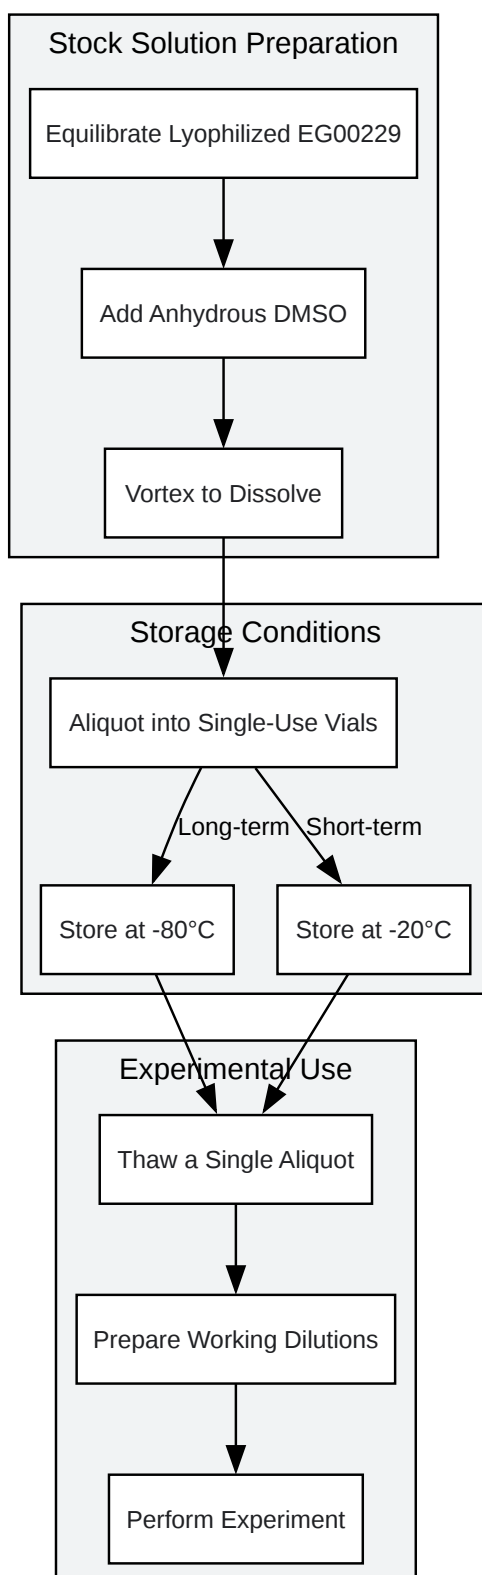 Stock Solution Preparation
Equilibrate Lyophilized EG00229
Add Anhydrous DMSO
Vortex to Dissolve
Storage Conditions
Aliquot into Single-Use Vials
Long-term
Short-term
Store at -80°C
Store at -20°C
Experimental Use
Thaw a Single Aliquot
Prepare Working Dilutions
Perform Experiment